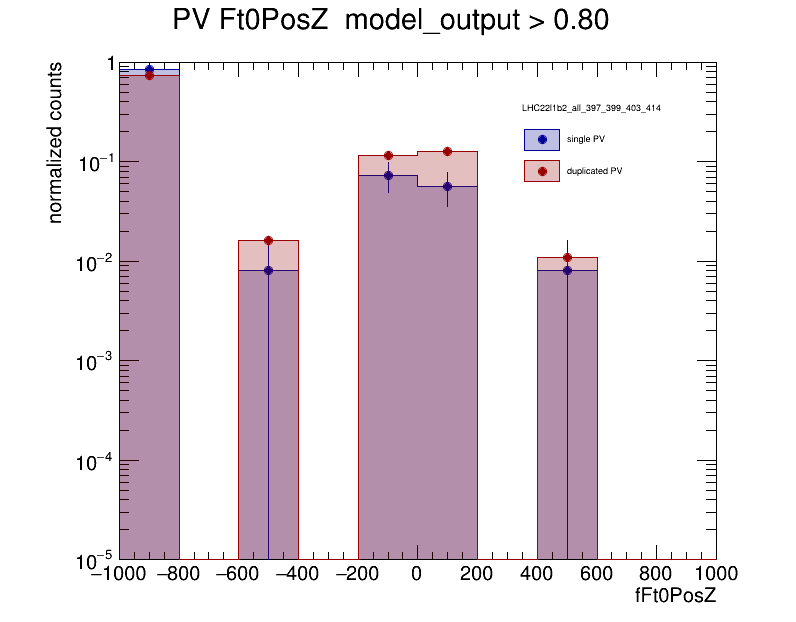 PV Ft0PosZ  model_output > 0.80
normalized counts
1
10−1
10−2
10−3
10−4
10−5
LHC22l1b2_all_397_399_403_414
single PV
duplicated PV
−1000 −800 −600 −400 −200 0 200 400 600 800 1000
fFt0PosZ